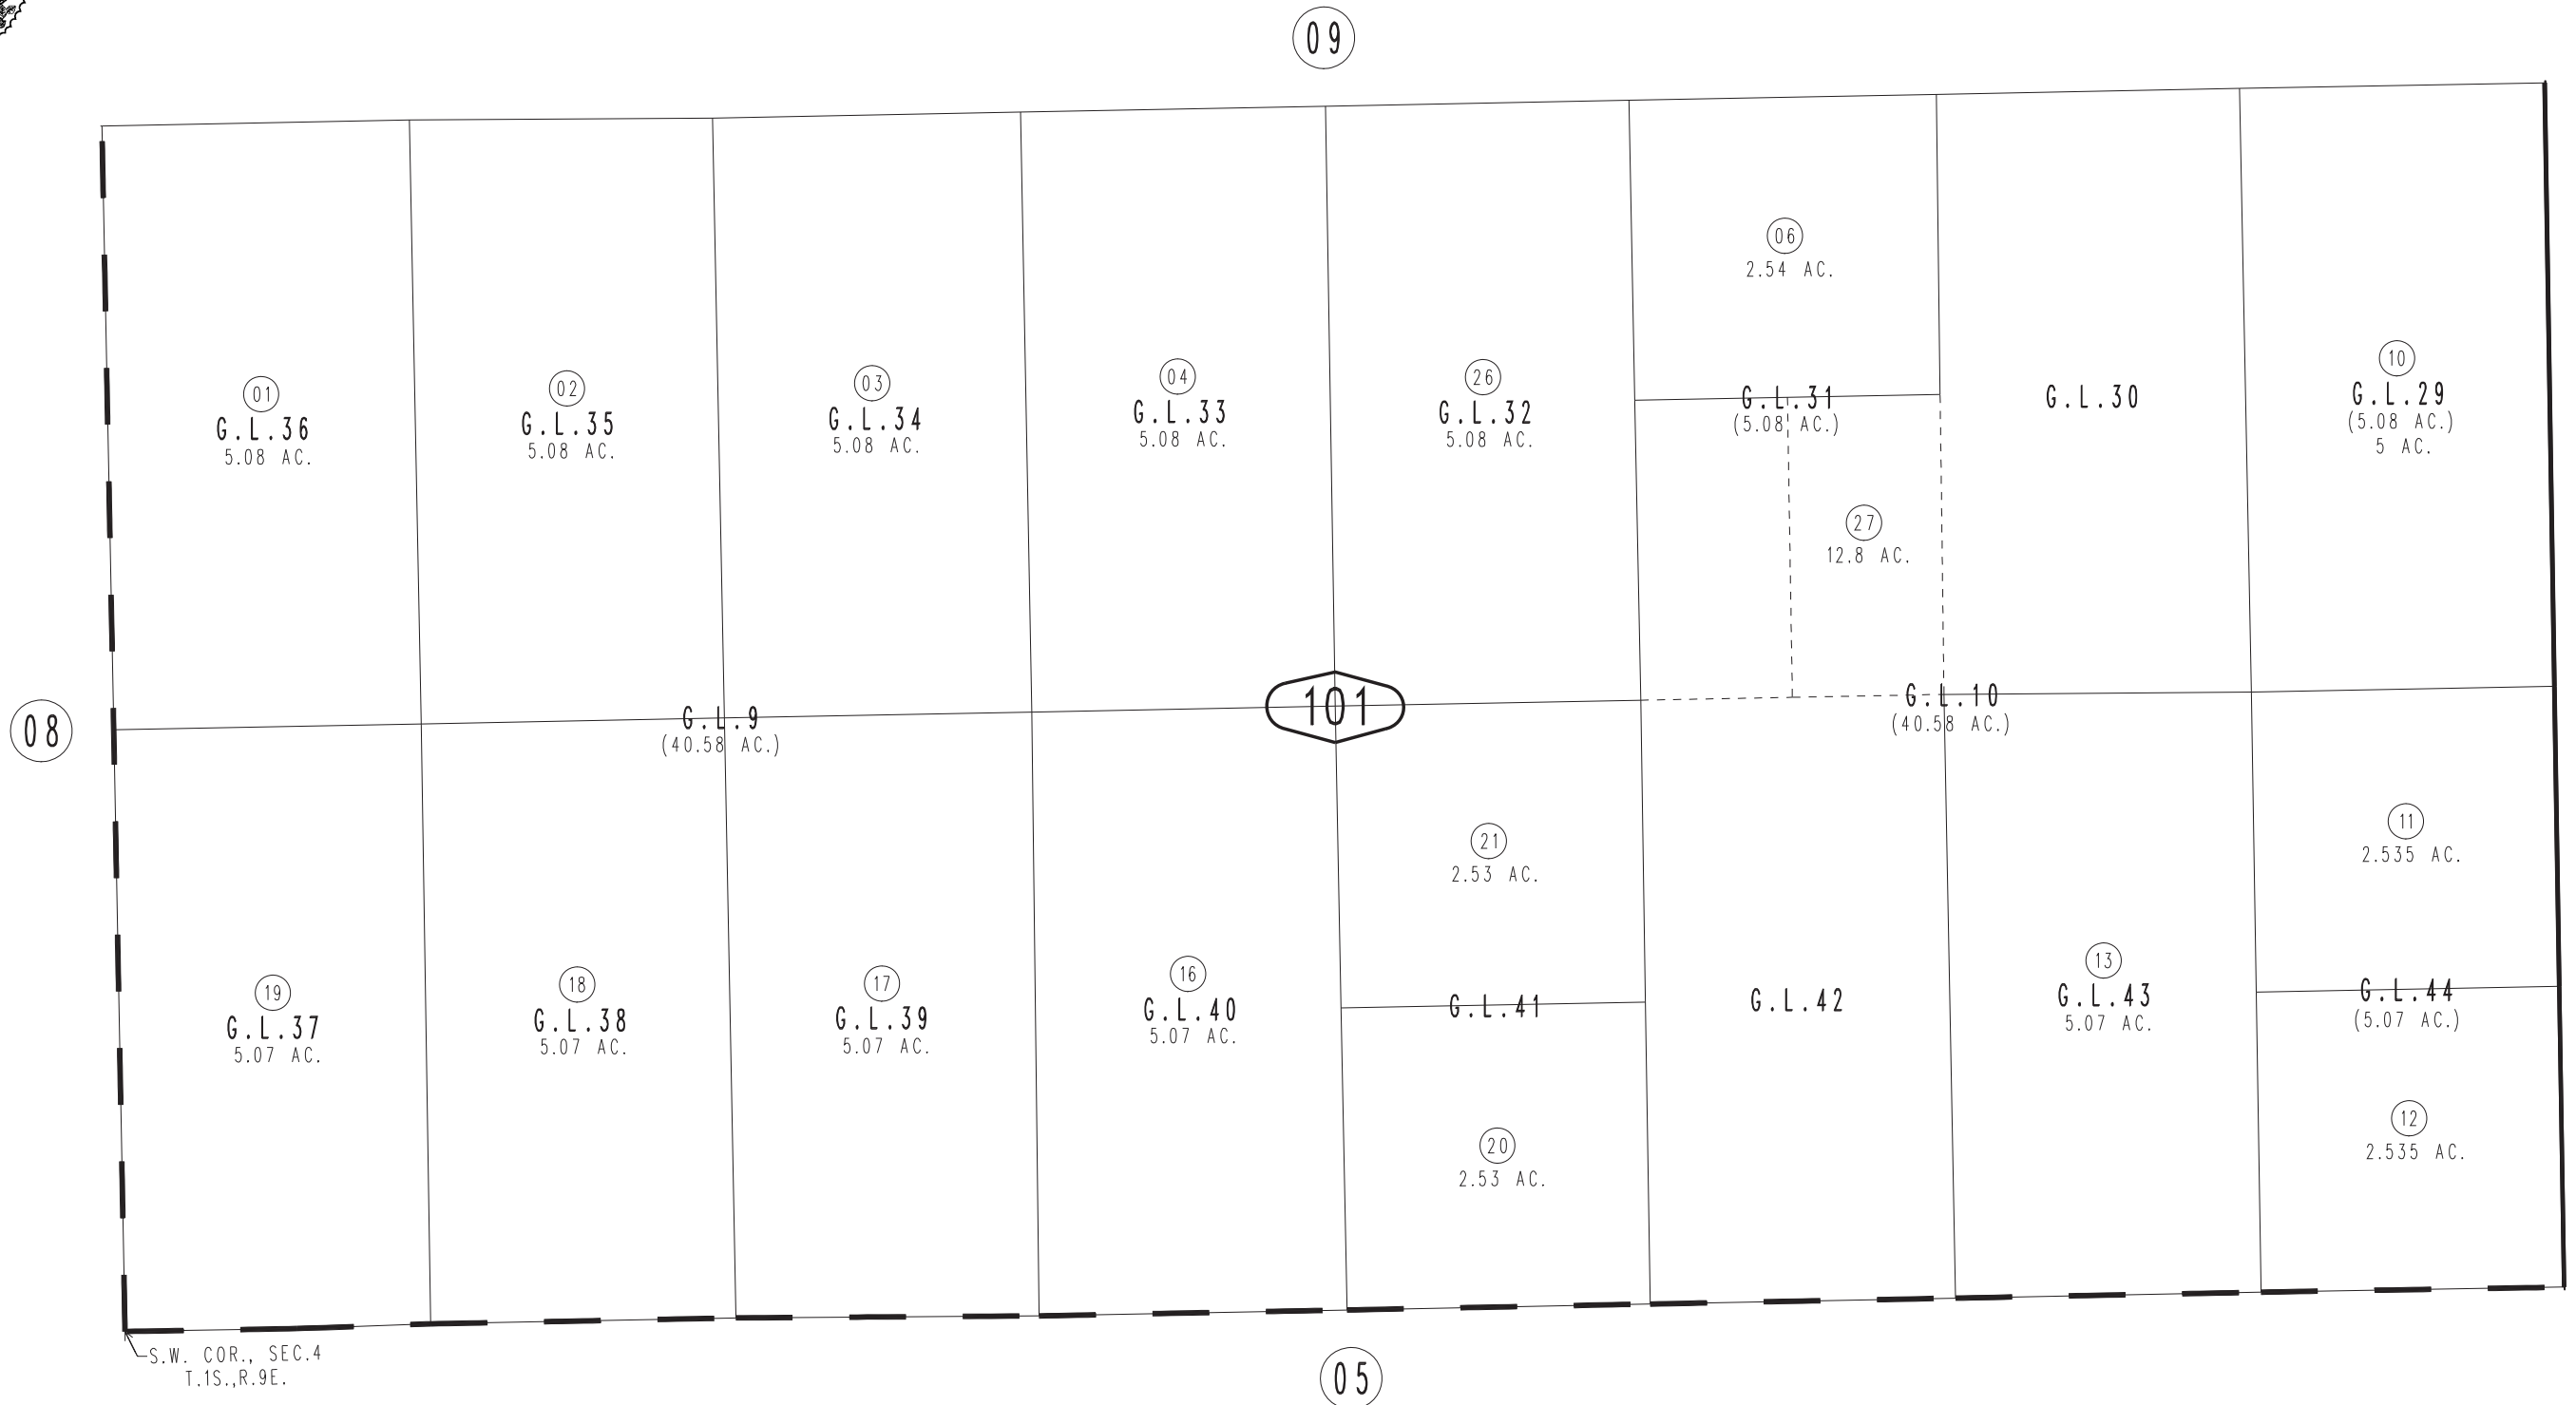 09
01
G.L.36
5.08 AC.
02
G.L.35
5.08 AC.
03
G.L.34
5.08 AC.
04
G.L.33
5.08 AC.
26
G.L.32
5.08 AC.
06
2.54 AC.
G.L.31
(5.08 AC.)
27
12.8 AC.
G.L.30
10
G.L.29
(5.08 AC.)
5 AC.
08
G.L.9
(40.58 AC.)
101
G.L.10
(40.58 AC.)
19
G.L.37
5.07 AC.
18
G.L.38
5.07 AC.
17
G.L.39
5.07 AC.
16
G.L.40
5.07 AC.
21
2.53 AC.
G.L.41
20
2.53 AC.
G.L.42
13
G.L.43
5.07 AC.
11
2.535 AC.
G.L.44
(5.07 AC.)
12
2.535 AC.
S.W. COR., SEC.4
T.1S.,R.9E.
05